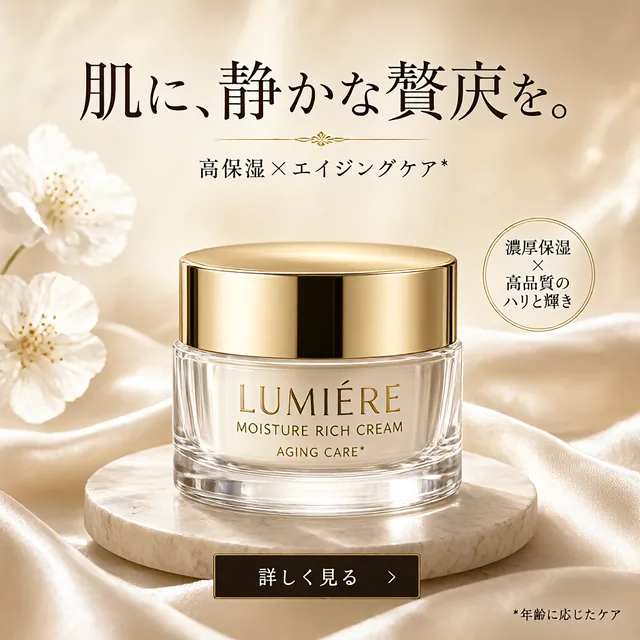 肌に、静かな贅を。
高保湿×エイジングケア*
濃厚保湿
×
高品質の
ハリと輝き
LUMIÉRE
MOISTURE RICH CREAM
AGING CARE*
詳しく見る >
*年齢に応じたケア